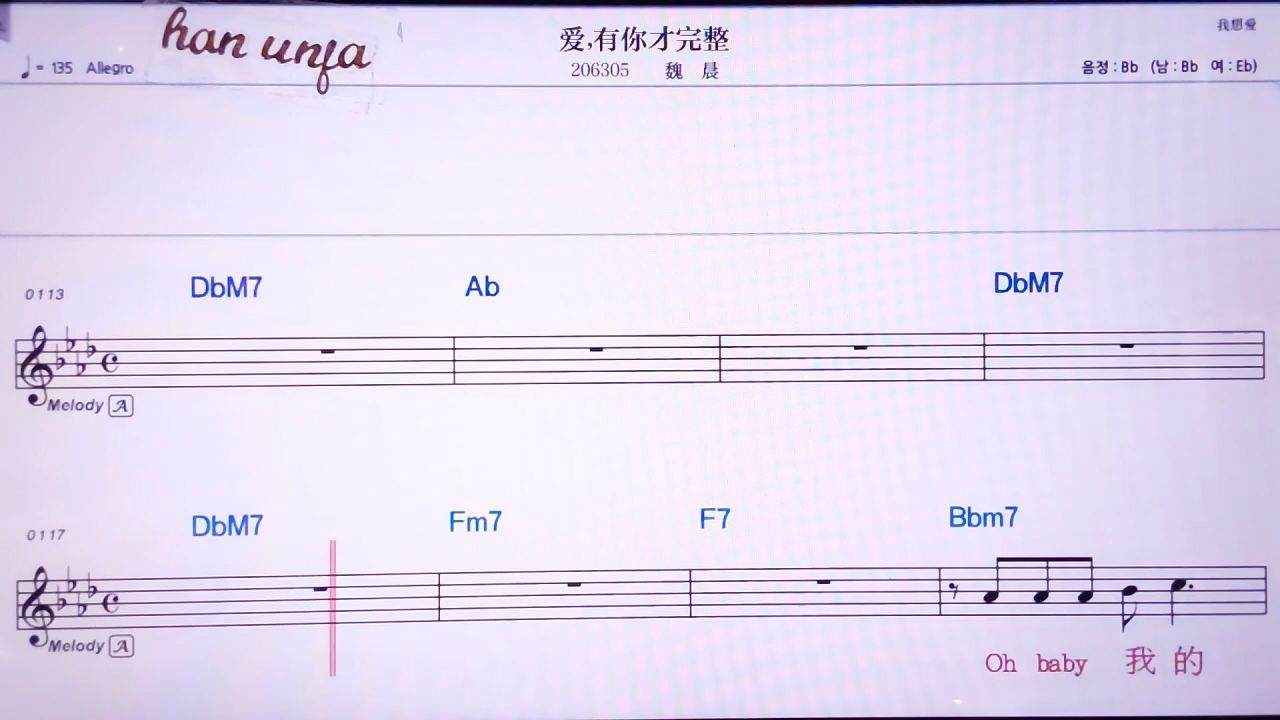 han unfa
爱,有你才完整
我想愛
♩= 135 Allegro
206305 魏 晨
음정 : Bb (남 : Bb 여 : Eb)
0113 DbM7 Ab DbM7
Melody A
0117 DbM7 Fm7 F7 Bbm7
Melody A
Oh baby 我 的